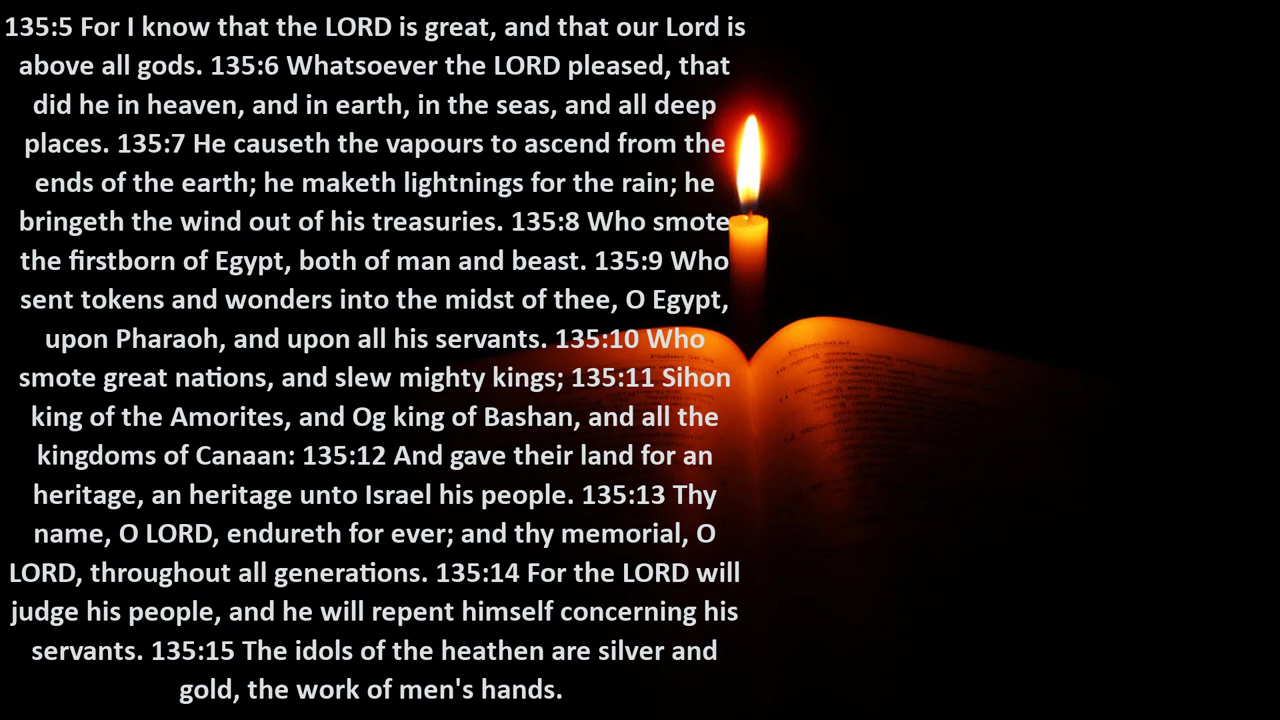 135:5 For I know that the LORD is great, and that our Lord is
above all gods. 135:6 Whatsoever the LORD pleased, that
did he in heaven, and in earth, in the seas, and all deep
places. 135:7 He causeth the vapours to ascend from the
ends of the earth; he maketh lightnings for the rain; he
bringeth the wind out of his treasuries. 135:8 Who smote
the firstborn of Egypt, both of man and beast. 135:9 Who
sent tokens and wonders into the midst of thee, O Egypt,
upon Pharaoh, and upon all his servants. 135:10 Who
smote great nations, and slew mighty kings; 135:11 Sihon
king of the Amorites, and Og king of Bashan, and all the
kingdoms of Canaan: 135:12 And gave their land for an
heritage, an heritage unto Israel his people. 135:13 Thy
name, O LORD, endureth for ever; and thy memorial, O
LORD, throughout all generations. 135:14 For the LORD will
judge his people, and he will repent himself concerning his
servants. 135:15 The idols of the heathen are silver and
gold, the work of men's hands.